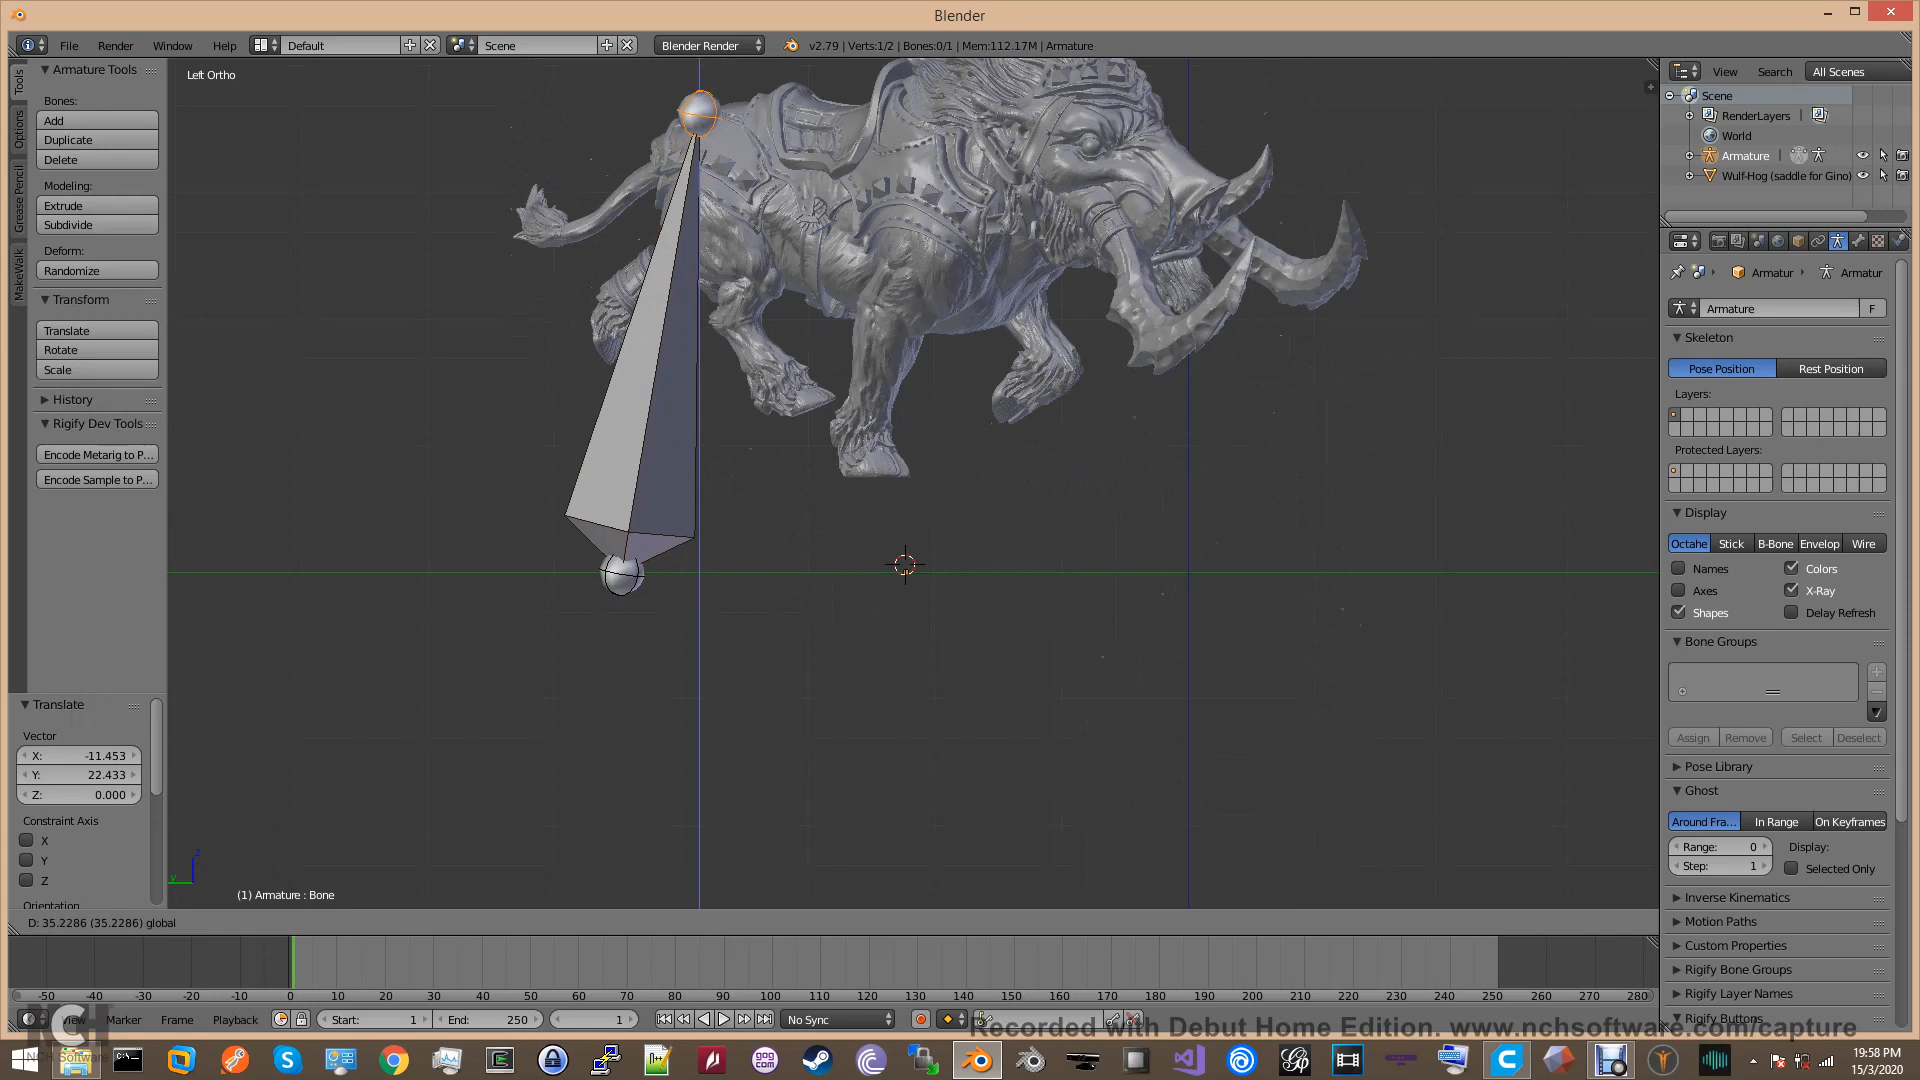 Blender
File Render Window Help Default Scene Blender Render v2.79 | Verts:1/2 | Bones:0/1 | Mem:112.17M | Armature
Left Ortho
Tools
Options
Grease Pencil
MakeWalk
Armature Tools
Bones:
Add
Duplicate
Delete
Modeling:
Extrude
Subdivide
Deform:
Randomize
Transform
Translate
Rotate
Scale
History
Rigify Dev Tools
Encode Metarig to P...
Encode Sample to P...
Translate
Vector
X: -11.453
Y: 22.433
Z: 0.000
Constraint Axis
X
Y
Z
Orientation
z
y
(1) Armature : Bone
D: 35.2286 (35.2286) global
View Search All Scenes
Scene
RenderLayers
World
Armature
Wulf-Hog (saddle for Gino)
Armatur Armatur
Armature F
Skeleton
Pose Position Rest Position
Layers:
Protected Layers:
Display
Octahe Stick B-Bone Envelop Wire
Names Colors
Axes X-Ray
Shapes Delay Refresh
Bone Groups
Assign Remove Select Deselect
Pose Library
Ghost
Around Fra... In Range On Keyframes
Range: 0 Display:
Step: 1 Selected Only
Inverse Kinematics
Motion Paths
Custom Properties
Rigify Bone Groups
Rigify Layer Names
Rigify Buttons
-50 -40 -30 -20 -10 0 10 20 30 40 50 60 70 80 90 100 110 120 130 140 150 160 170 180 190 200 210 220 230 240 250 260 270 280
View Marker Frame Playback Start: 1 End: 250 1 No Sync
NCH
NCH Software
Recorded with Debut Home Edition. www.nchsoftware.com/capture
19:58 PM
15/3/2020